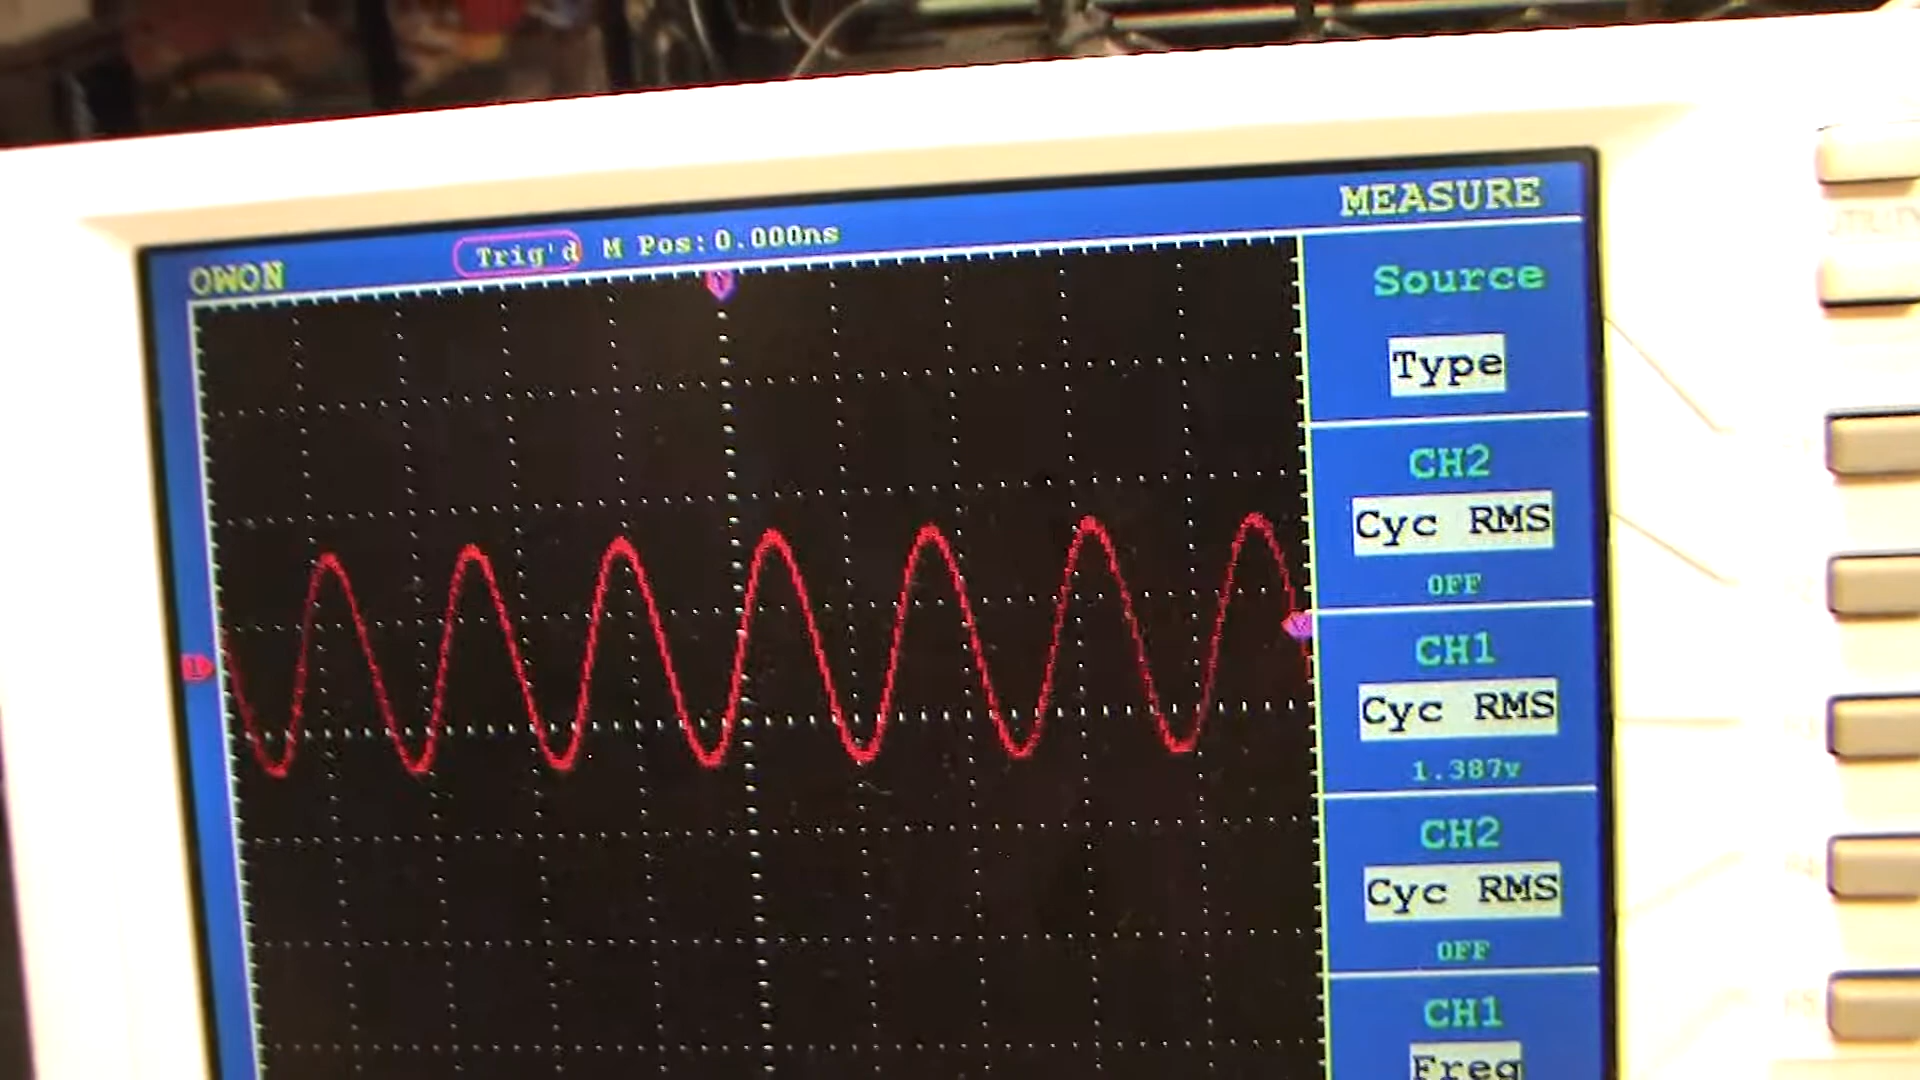 OWON
Trig'd M Pos:0.000ns
MEASURE
Source
Type
CH2
Cyc RMS
OFF
CH1
Cyc RMS
1.387v
CH2
Cyc RMS
OFF
CH1
Freq
1